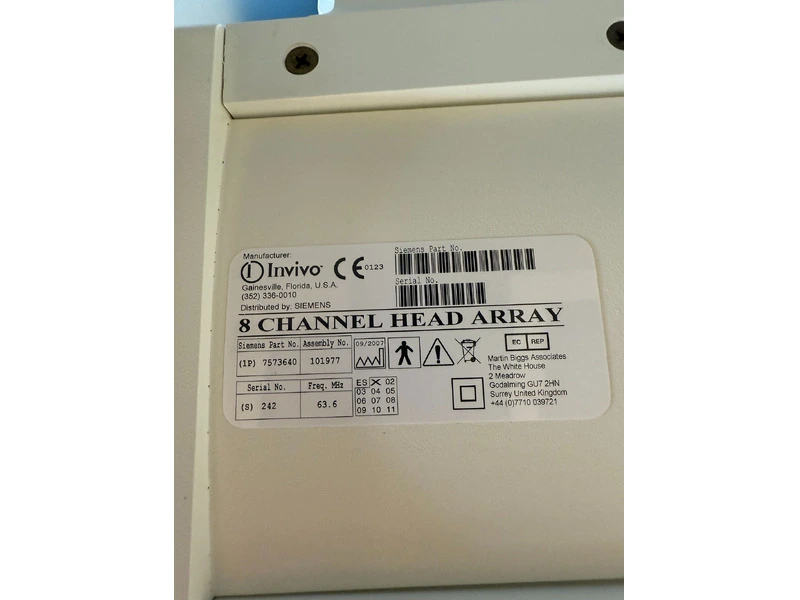 Manufacturer:
Invivo CE 0123
Gainesville, Florida, U.S.A.
(352) 336-0010
Distributed by: SIEMENS
Siemens Part No.
Serial No.
8 CHANNEL HEAD ARRAY
Siemens Part No. Assembly No.
(1P) 7573640 101977
Serial No. Freq. MHz
(S) 242 63.6
09/2007
ES 02
03 04 05
06 07 08
09 10 11
EC REP
Martin Biggs Associates
The White House
2 Meadrow
Godalming GU7 2HN
Surrey United Kingdom
+44 (0)7710 039721